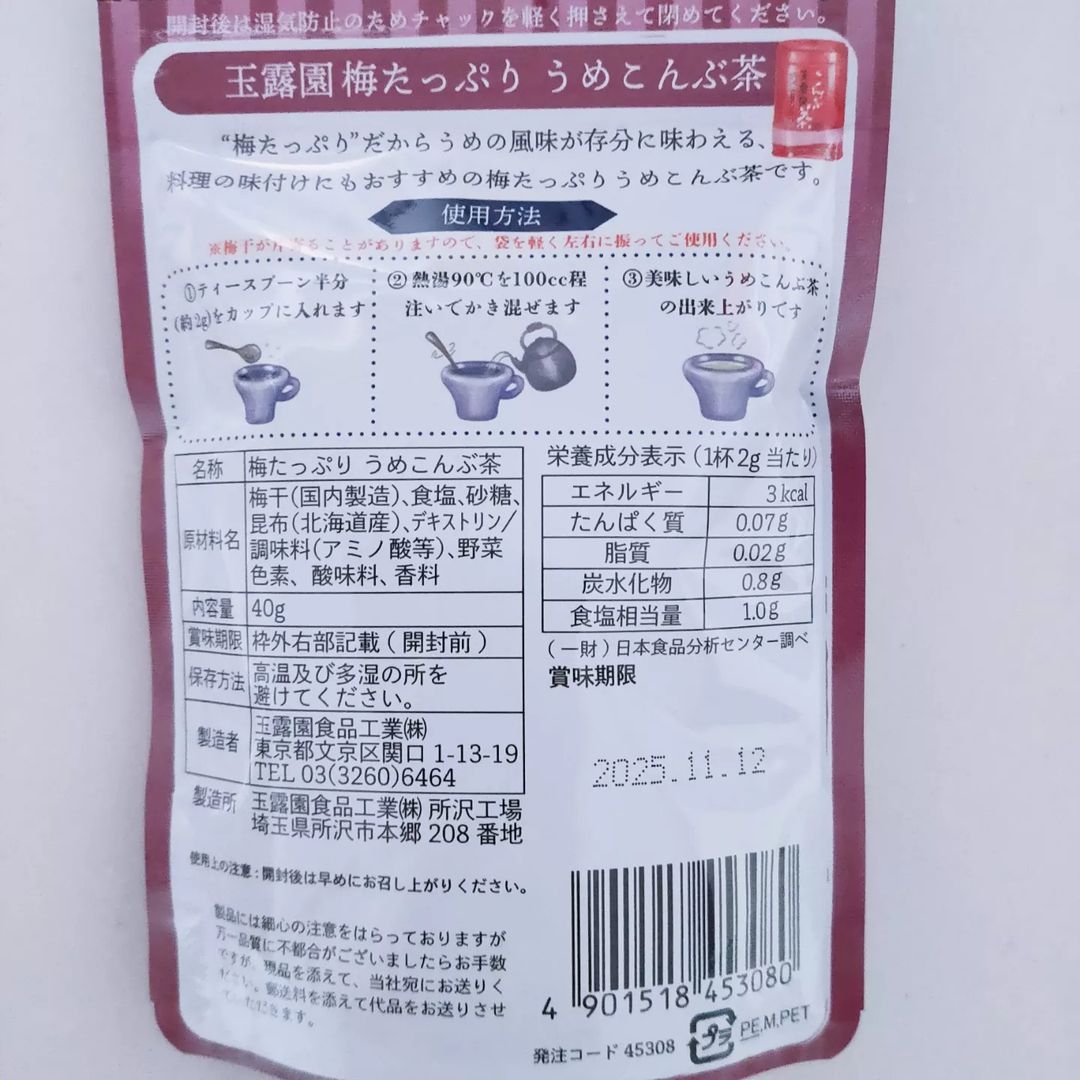 開封後は湿気防止のためチャックを軽く押さえて閉めてください。
玉露園 梅たっぷり うめこんぶ茶
こんぶ茶
“梅たっぷり”だからうめの風味が存分に味わえる、
料理の味付けにもおすすめの梅たっぷりうめこんぶ茶です。
使用方法
※梅干が片寄ることがありますので、袋を軽く左右に振ってご使用ください。
①ティースプーン半分
(約2g)をカップに入れます
②熱湯90℃を100cc程
注いでかき混ぜます
③美味しいうめこんぶ茶
の出来上がりです
名称 梅たっぷり うめこんぶ茶
原材料名 梅干(国内製造)、食塩、砂糖、
昆布(北海道産)、デキストリン/
調味料(アミノ酸等)、野菜
色素、酸味料、香料
内容量 40g
賞味期限 枠外右部記載(開封前)
保存方法 高温及び多湿の所を
避けてください。
製造者 玉露園食品工業㈱
東京都文京区関口 1-13-19
TEL 03(3260)6464
製造所 玉露園食品工業㈱ 所沢工場
埼玉県所沢市本郷 208 番地
使用上の注意:開封後は早めにお召し上がりください。
製品には細心の注意をはらっておりますが
万一品質に不都合がございましたらお手数
ですが、現品を添えて、当社宛にお送りく
ださい。郵送料を添えて代品をお送りさせ
ていただきます。
栄養成分表示(1杯2g当たり)
エネルギー 3kcal
たんぱく質 0.07g
脂質 0.02g
炭水化物 0.8g
食塩相当量 1.0g
(一財)日本食品分析センター調べ
賞味期限
2025.11.12
4 901518 453080
発注コード 45308
プラ
PE,M,PET